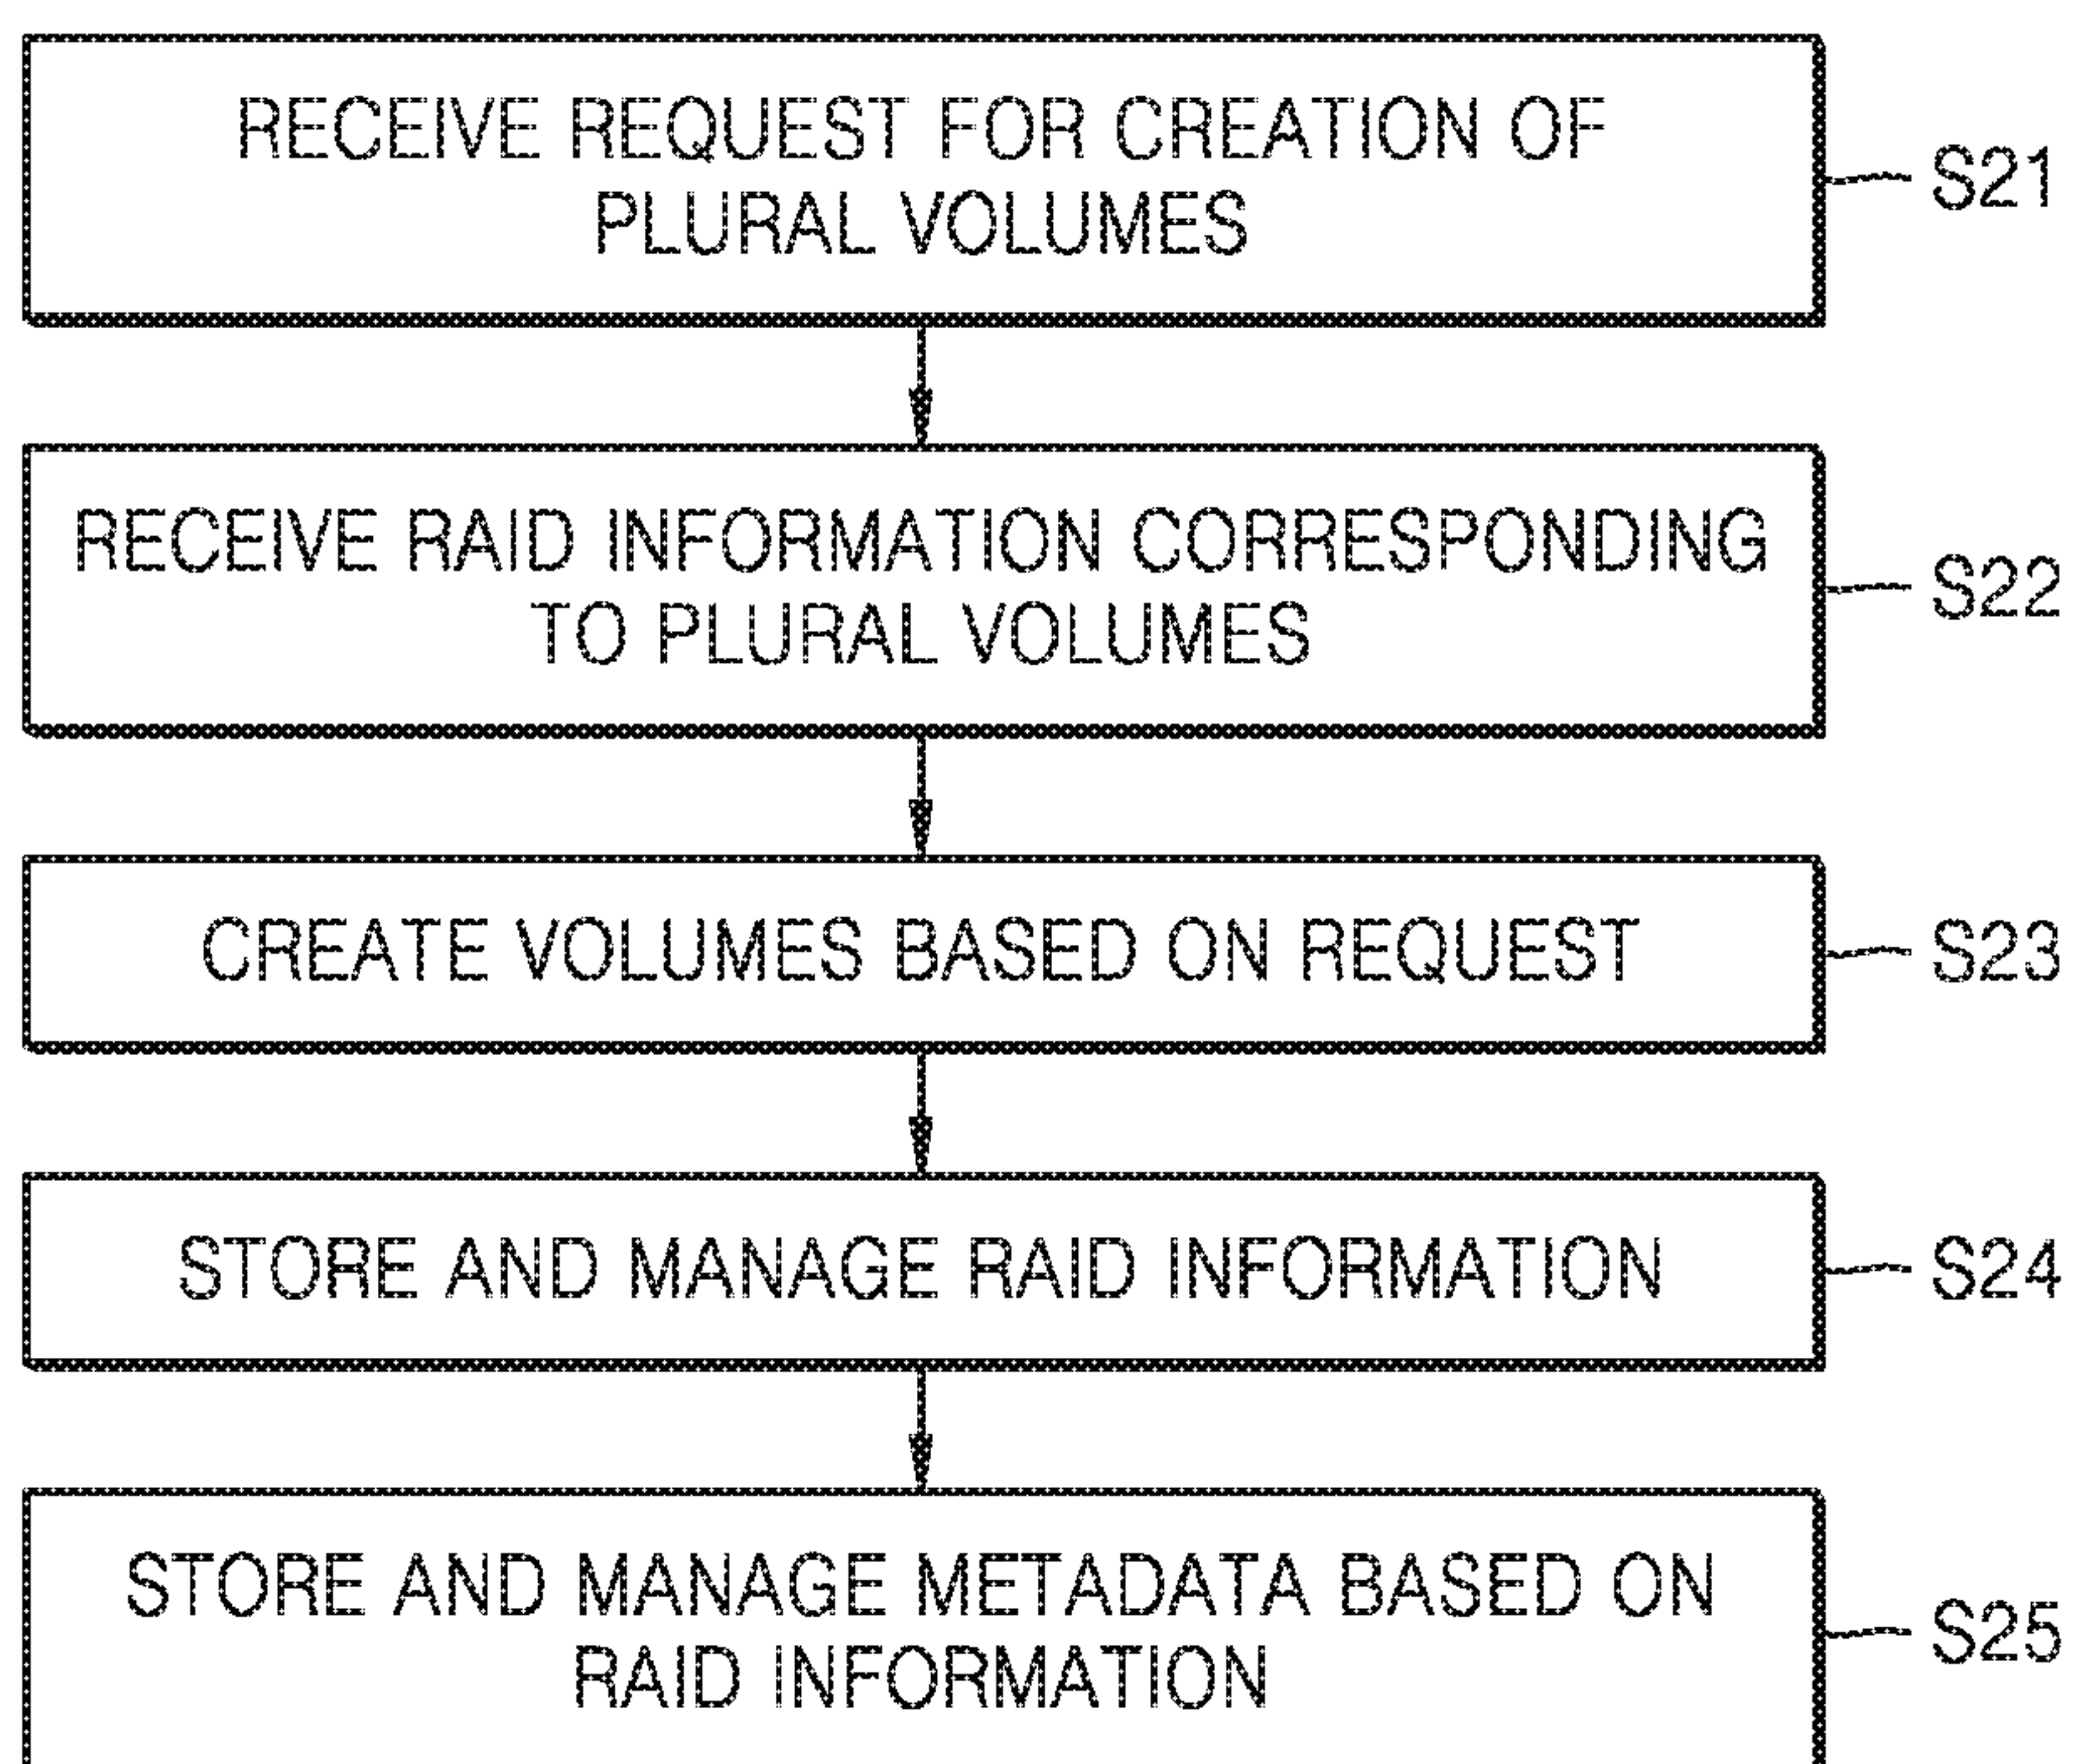 RECEIVE REQUEST FOR CREATION OF
PLURAL VOLUMES
S21
RECEIVE RAID INFORMATION CORRESPONDING
TO PLURAL VOLUMES
S22
CREATE VOLUMES BASED ON REQUEST
S23
STORE AND MANAGE RAID INFORMATION
S24
STORE AND MANAGE METADATA BASED ON
RAID INFORMATION
S25